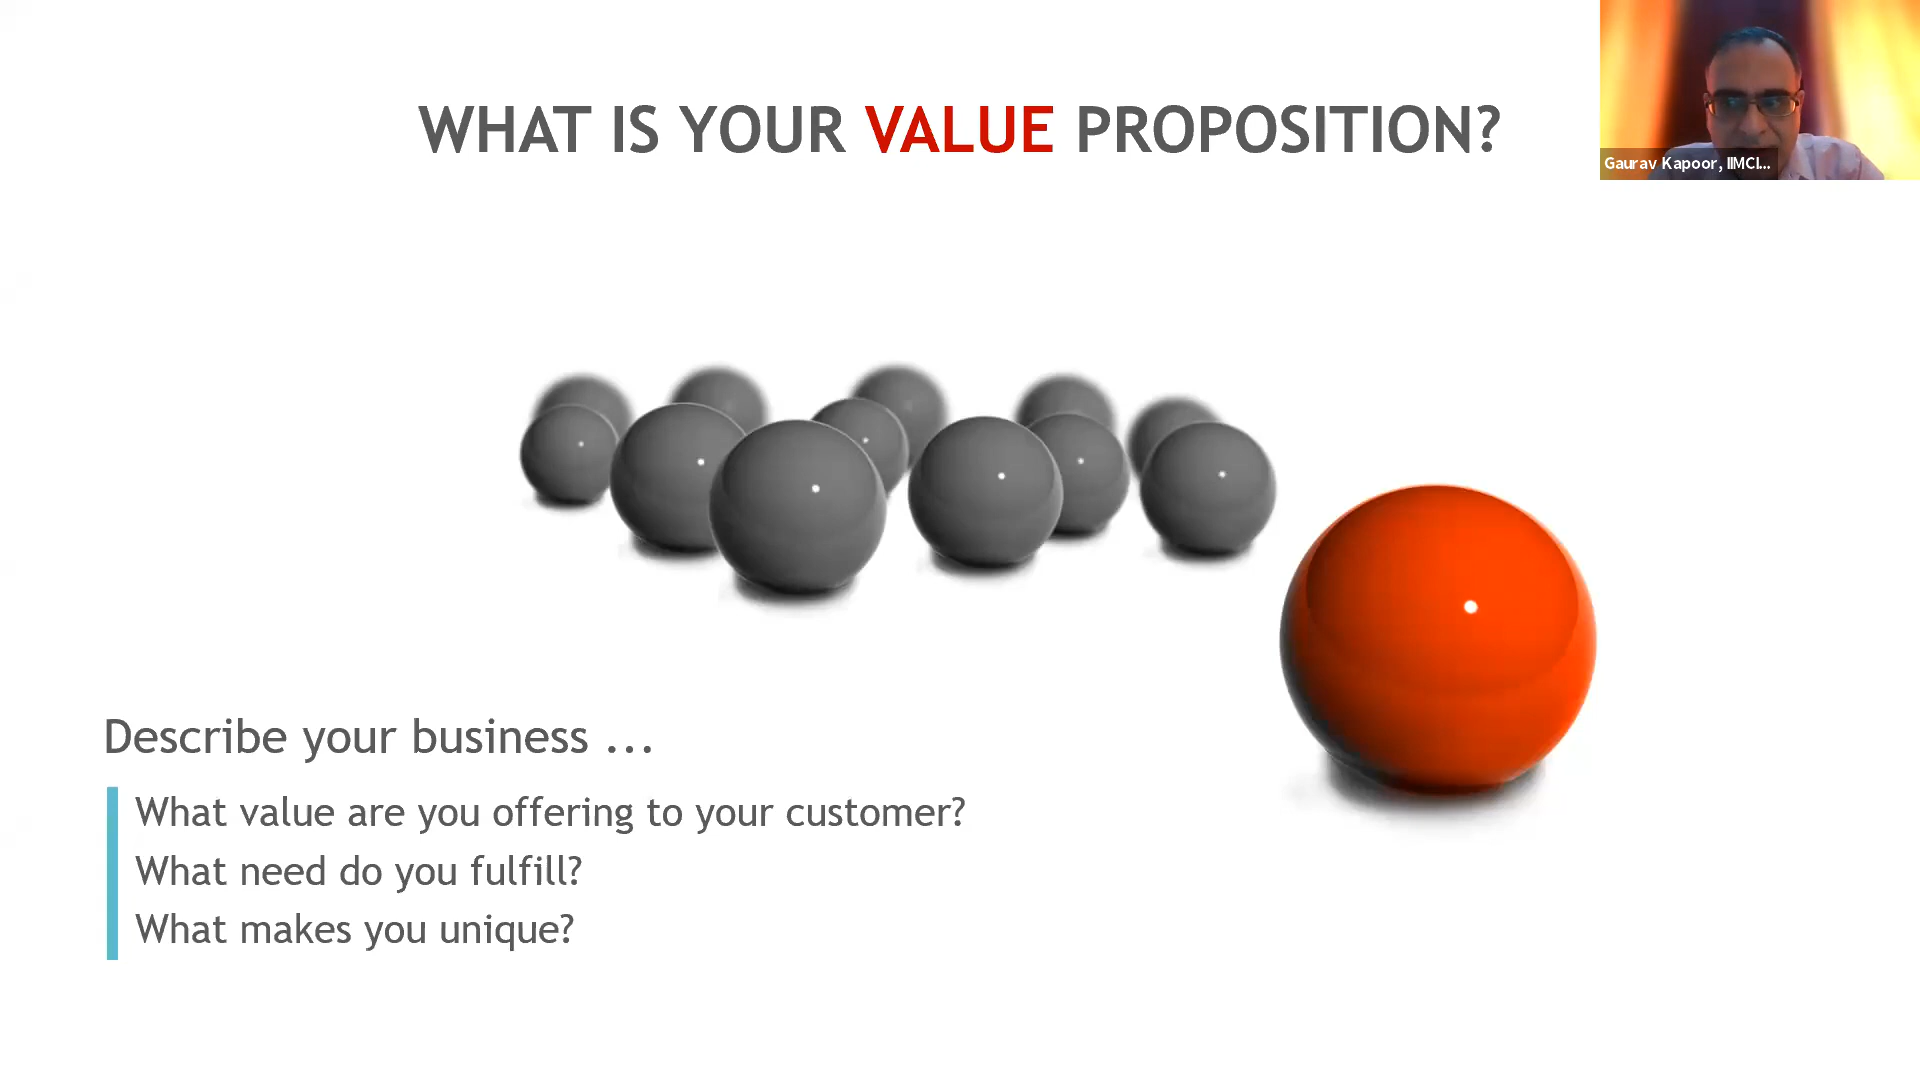 WHAT IS YOUR VALUE PROPOSITION?
Gaurav Kapoor, IIMCI...
Describe your business ...
What value are you offering to your customer?
What need do you fulfill?
What makes you unique?